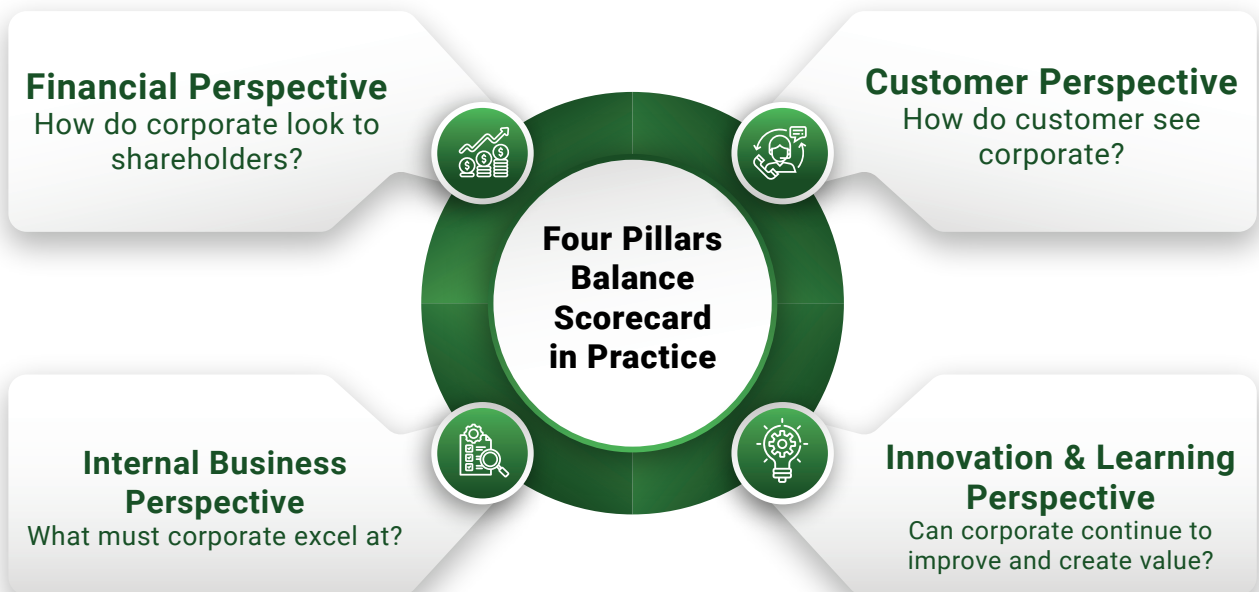 Financial Perspective
How do corporate look to
shareholders?
Customer Perspective
How do customer see
corporate?
Four Pillars
Balance
Scorecard
in Practice
Internal Business
Perspective
What must corporate excel at?
Innovation & Learning
Perspective
Can corporate continue to
improve and create value?